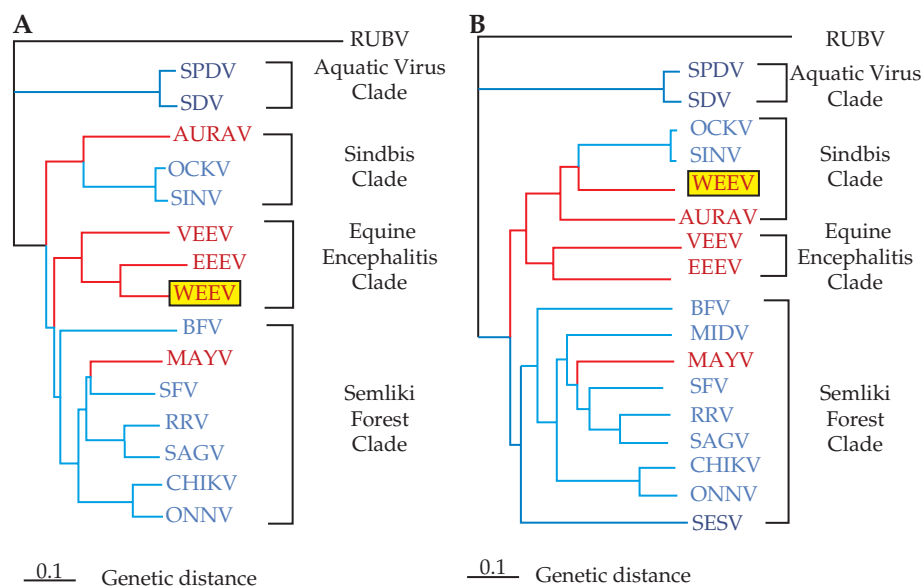 A
RUBV
SPDV
SDV
Aquatic Virus
Clade
AURAV
OCKV
SINV
Sindbis
Clade
VEEV
EEEV
WEEV
Equine
Encephalitis
Clade
BFV
MAYV
SFV
RRV
SAGV
CHIKV
ONNV
Semliki
Forest
Clade
0.1
Genetic distance
B
RUBV
SPDV
SDV
Aquatic Virus
Clade
OCKV
SINV
WEEV
AURAV
Sindbis
Clade
VEEV
EEEV
Equine
Encephalitis
Clade
BFV
MIDV
MAYV
SFV
RRV
SAGV
CHIKV
ONNV
SESV
Semliki
Forest
Clade
0.1
Genetic distance